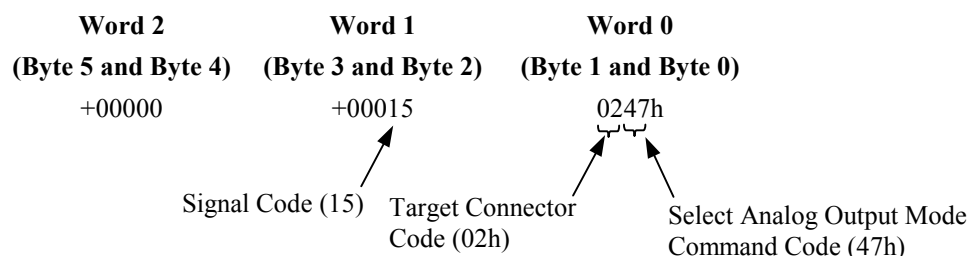 Word 2 Word 1 Word 0
(Byte 5 and Byte 4) (Byte 3 and Byte 2) (Byte 1 and Byte 0)
+00000 +00015 0247h
Signal Code (15)
Target Connector
Code (02h)
Select Analog Output Mode
Command Code (47h)